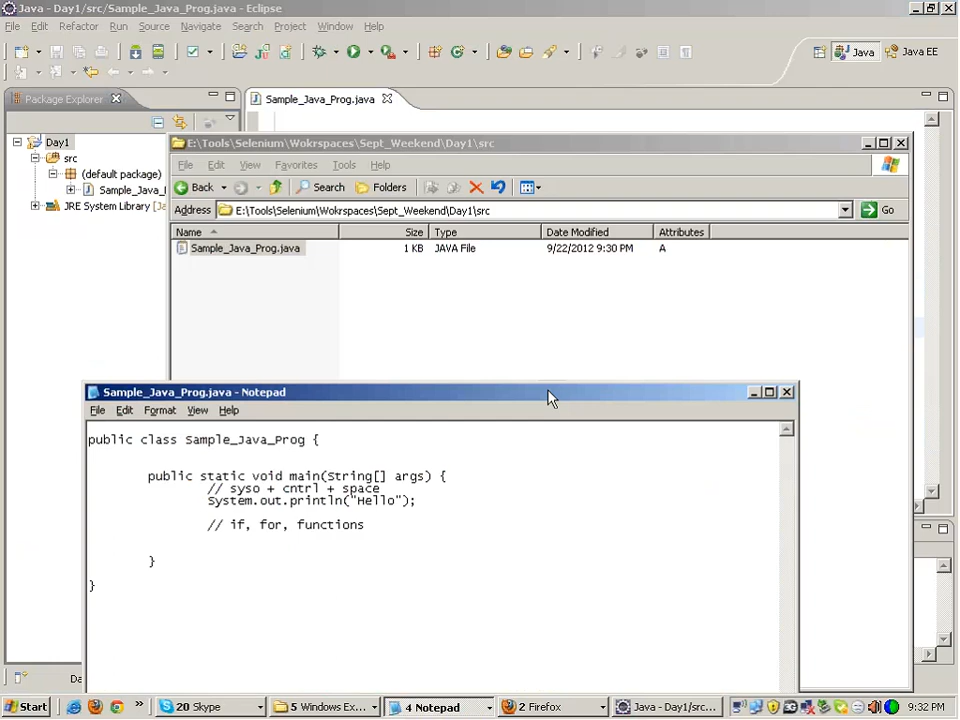 Java - Day1/src/Sample_Java_Prog.java - Eclipse
File Edit Refactor Run Source Navigate Search Project Window Help
Java Java EE
Package Explorer
Sample_Java_Prog.java
Day1
src
(default package)
Sample_Java_
JRE System Library [
E:\Tools\Selenium\Wokrspaces\Sept_Weekend\Day1\src
File Edit View Favorites Tools Help
Back Search Folders
Address E:\Tools\Selenium\Wokrspaces\Sept_Weekend\Day1\src Go
Name Size Type Date Modified Attributes
Sample_Java_Prog.java 1 KB JAVA File 9/22/2012 9:30 PM A
Sample_Java_Prog.java - Notepad
File Edit Format View Help
public class Sample_Java_Prog {
public static void main(String[] args) {
// syso + cntrl + space
System.out.println("Hello");
// if, for, functions
}
}
Da
Start » 20 Skype 5 Windows Ex... 4 Notepad 2 Firefox Java - Day1/src... 9:32 PM